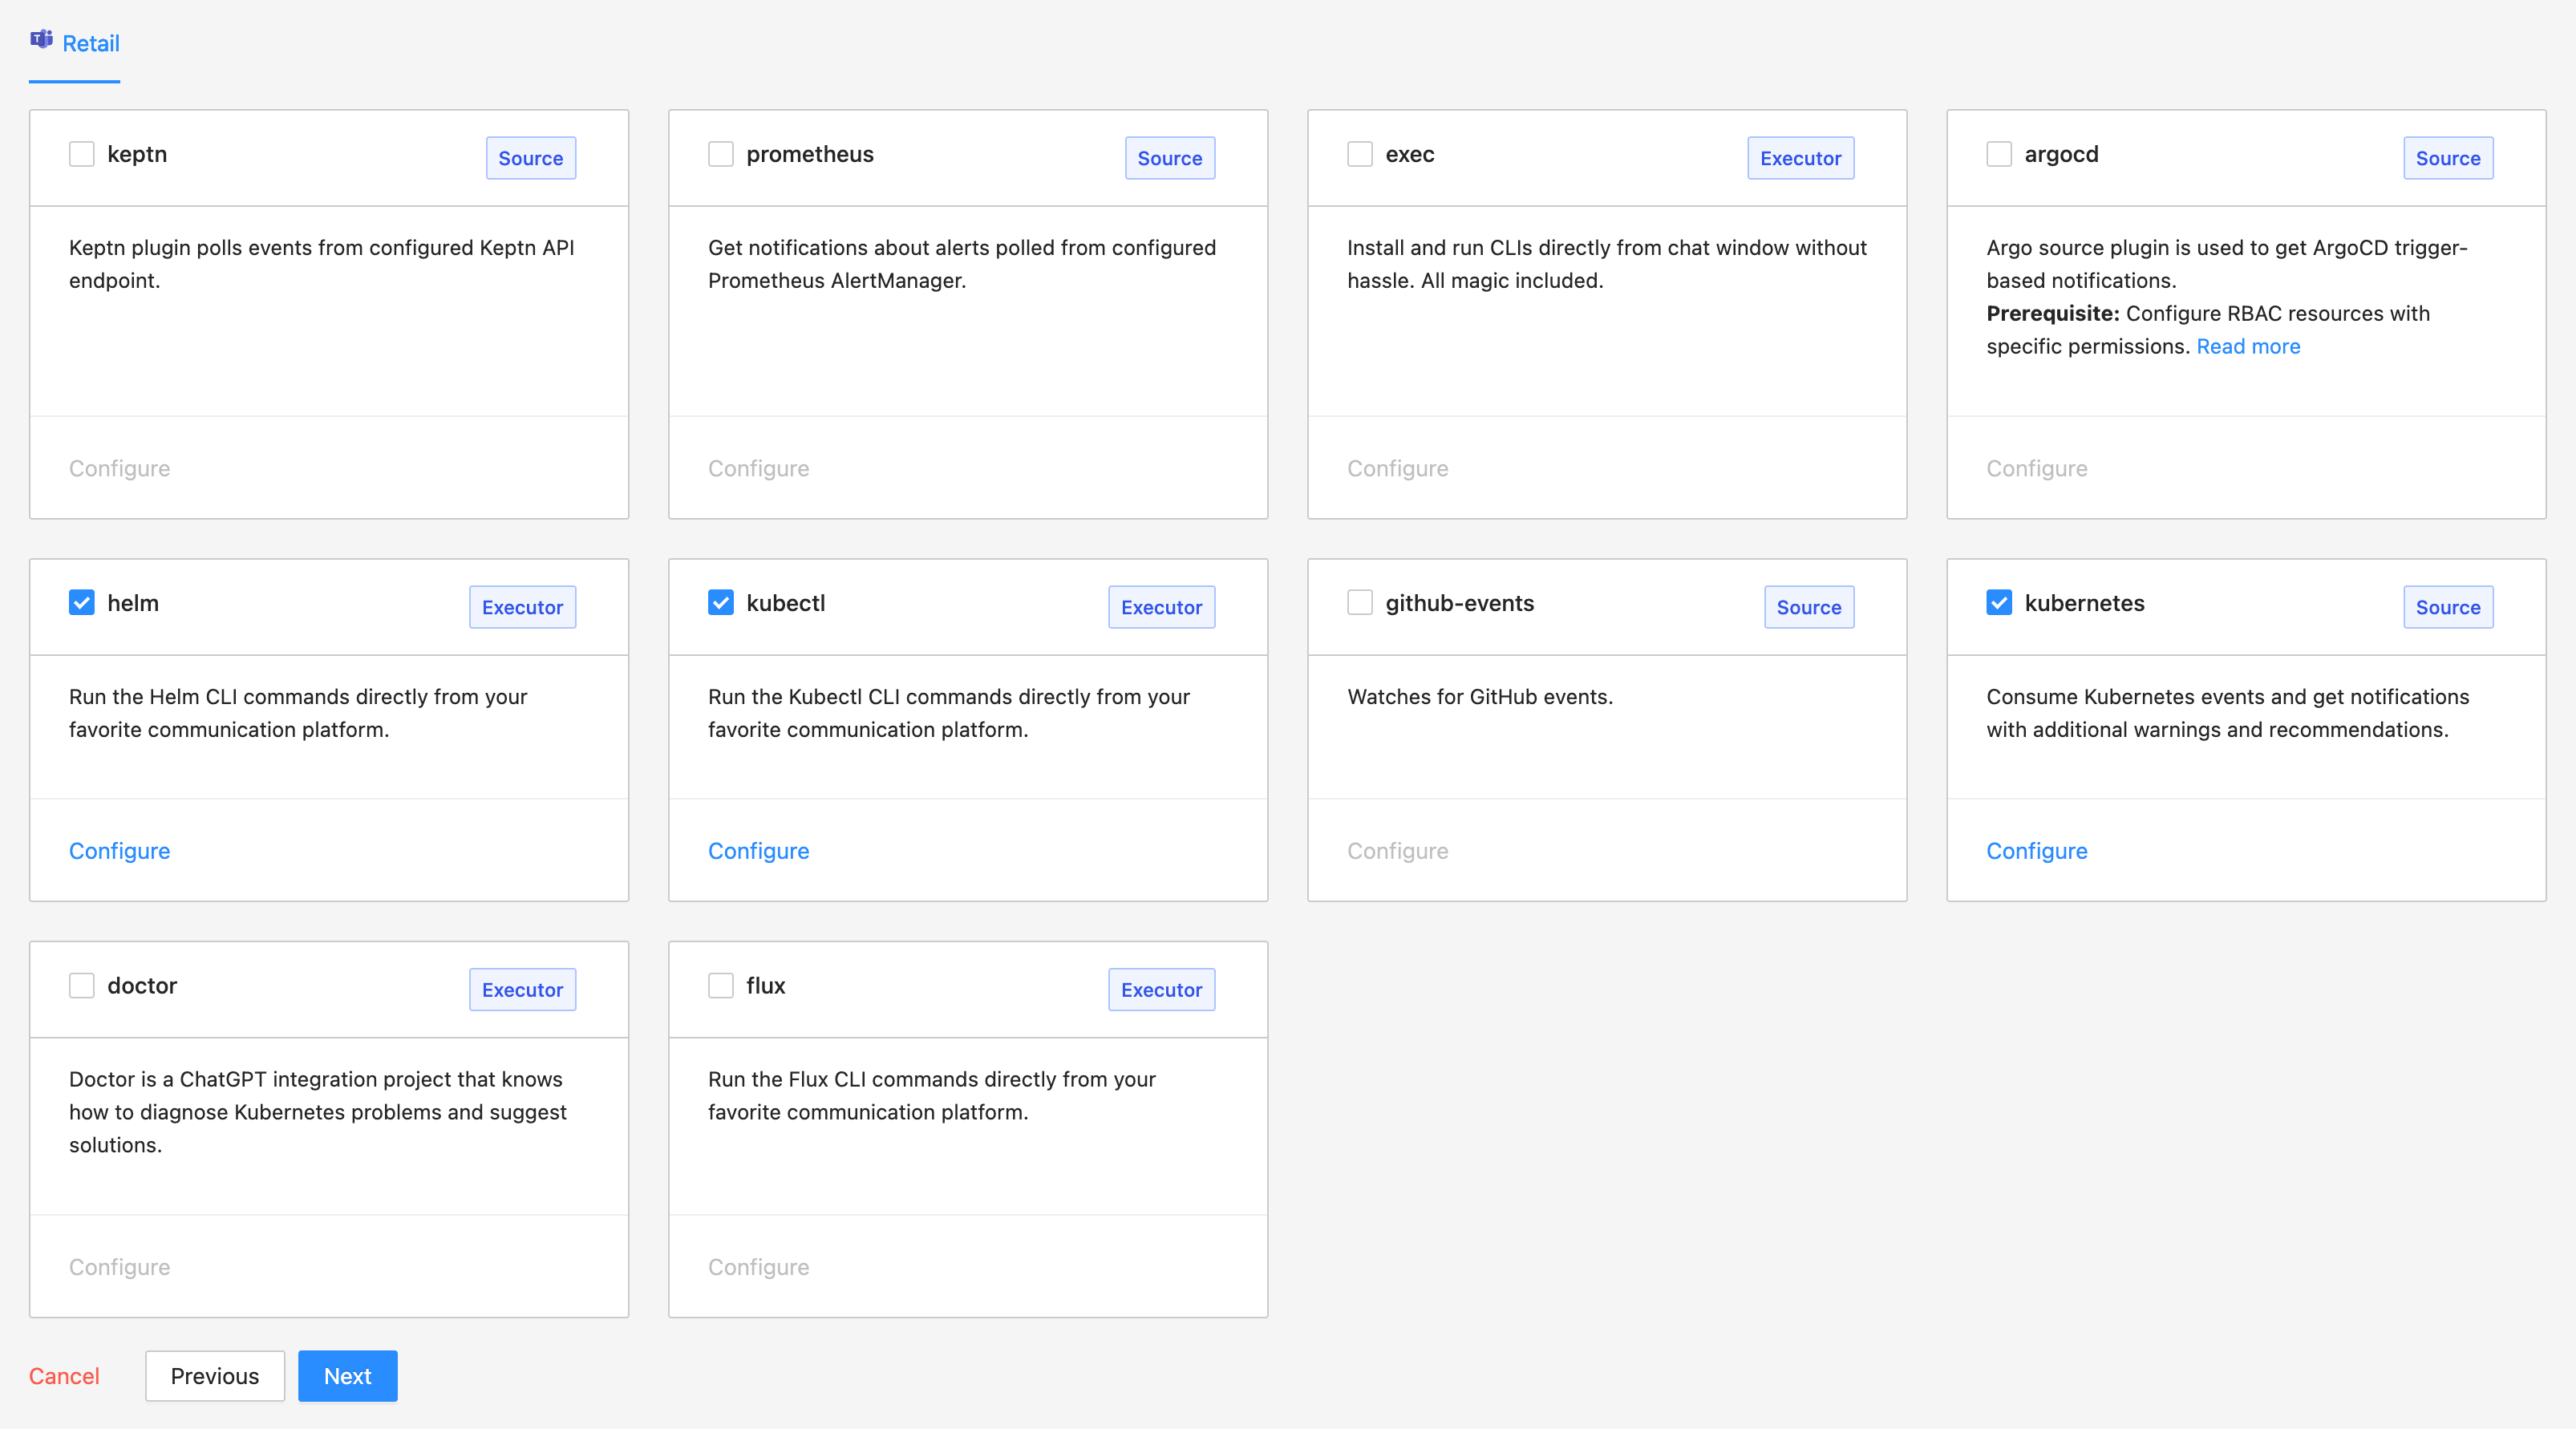 Retail
keptn
Source
Keptn plugin polls events from configured Keptn API
endpoint.
Configure
prometheus
Source
Get notifications about alerts polled from configured
Prometheus AlertManager.
Configure
exec
Executor
Install and run CLIs directly from chat window without
hassle. All magic included.
Configure
argocd
Source
Argo source plugin is used to get ArgoCD trigger-
based notifications.
Prerequisite: Configure RBAC resources with
specific permissions. Read more
Configure
helm
Executor
Run the Helm CLI commands directly from your
favorite communication platform.
Configure
kubectl
Executor
Run the Kubectl CLI commands directly from your
favorite communication platform.
Configure
github-events
Source
Watches for GitHub events.
Configure
kubernetes
Source
Consume Kubernetes events and get notifications
with additional warnings and recommendations.
Configure
doctor
Executor
Doctor is a ChatGPT integration project that knows
how to diagnose Kubernetes problems and suggest
solutions.
Configure
flux
Executor
Run the Flux CLI commands directly from your
favorite communication platform.
Configure
Cancel
Previous
Next